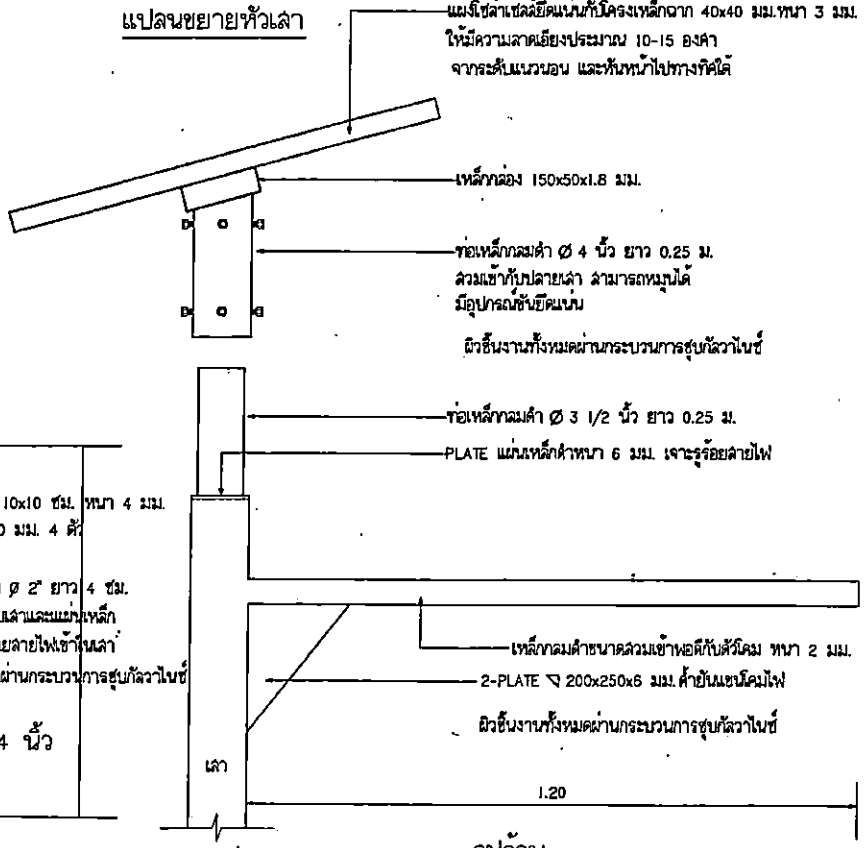 แปลนขยายหัวเสา
แผงโซล่าเซลล์ยึดแน่นกับโครงเหล็กฉาก 40x40 มม.หนา 3 มม.
ให้มีความลาดเอียงประมาณ 10-15 องศา
จากระดับแนวนอน และหันหน้าไปทางทิศใต้
เหล็กกล่อง 150x50x1.8 มม.
ท่อเหล็กกลมดำ Ø 4 นิ้ว ยาว 0.25 ม.
สวมเข้ากับปลายเสา สามารถหมุนได้
มีอุปกรณ์ขันยึดแน่น
ผิวชิ้นงานทั้งหมดผ่านกระบวนการชุบกัลวาไนซ์
ท่อเหล็กกลมดำ Ø 3 1/2 นิ้ว ยาว 0.25 ม.
PLATE แผ่นเหล็กดำหนา 6 มม. เจาะรูร้อยสายไฟ
10x10 ซม. หนา 4 มม.
0 มม. 4 ตัว
Ø 2" ยาว 4 ซม.
เสาและแผ่นเหล็ก
สายไฟเข้าในเสา
ผ่านกระบวนการชุบกัลวาไนซ์
4 นิ้ว
เหล็กกลมดำขนาดสวมเข้าพอดีกับตัวโคม หนา 2 มม.
2-PLATE 200x250x6 มม. ค้ำยันแขนโคมไฟ
ผิวชิ้นงานทั้งหมดผ่านกระบวนการชุบกัลวาไนซ์
เสา
1.20